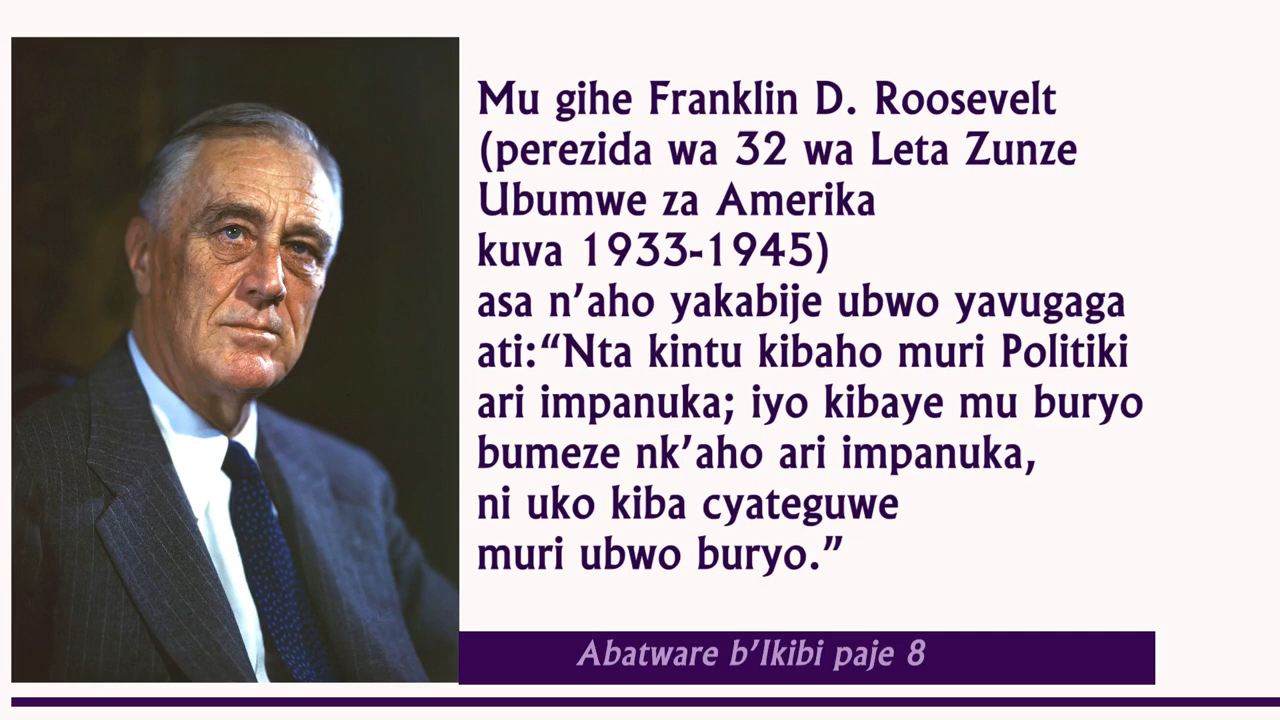 Mu gihe Franklin D. Roosevelt
(perezida wa 32 wa Leta Zunze
Ubumwe za Amerika
kuva 1933-1945)
asa n’aho yakabije ubwo yavugaga
ati:“Nta kintu kibaho muri Politiki
ari impanuka; iyo kibaye mu buryo
bumeze nk’aho ari impanuka,
ni uko kiba cyateguwe
muri ubwo buryo.”
Abatware b’Ikibi paje 8